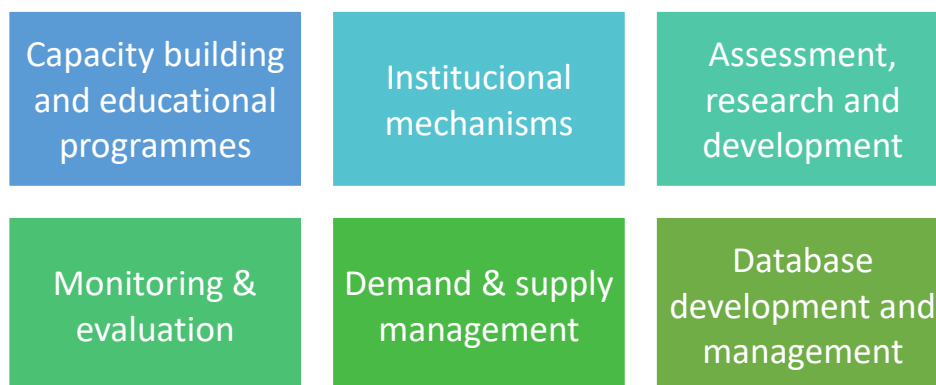 Capacity building
and educational
programmes
Institucional
mechanisms
Assessment,
research and
development
Monitoring &
evaluation
Demand & supply
management
Database
development and
management